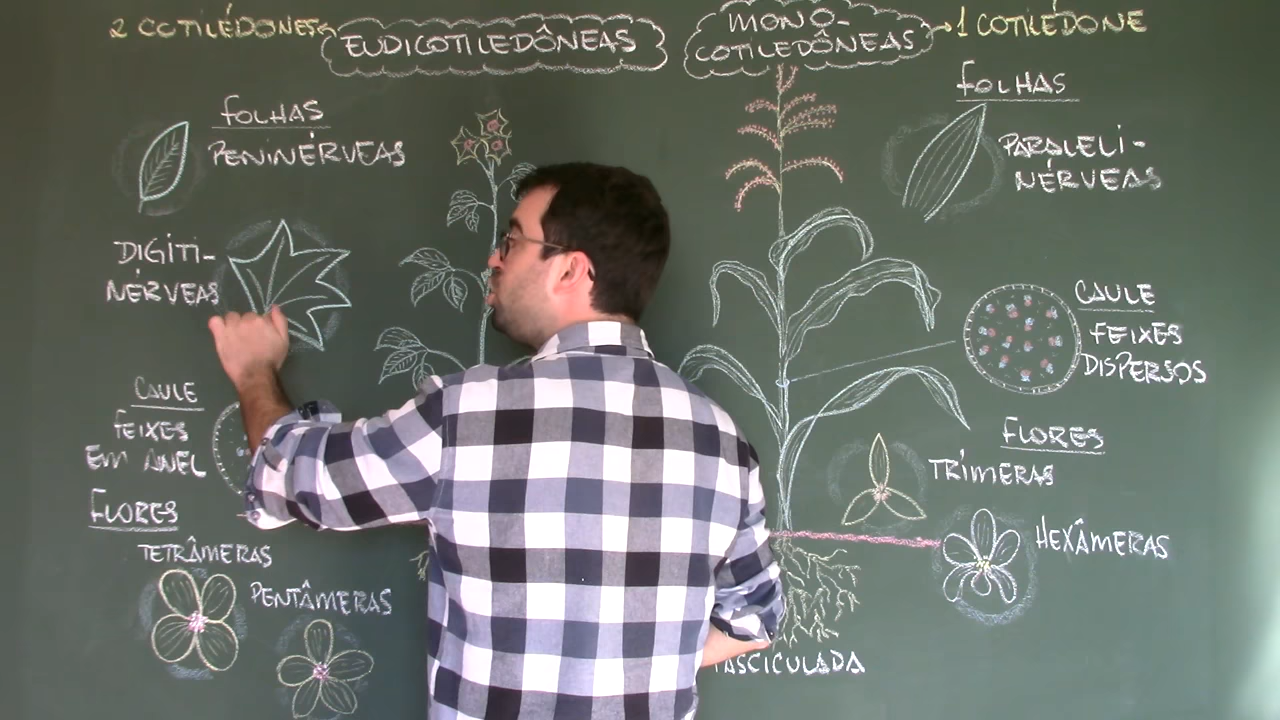 2 COTILÉDONES
EUDICOTILEDÔNEAS
MONO-
COTILEDÔNEAS
1 COTILÉDONE
FOLHAS
PENINÉRVEAS
DIGITI-
NÉRVEAS
CAULE
FEIXES
EM ANEL
FLORES
TETRÂMERAS
PENTÂMERAS
FOLHAS
PARALELI-
NÉRVEAS
CAULE
FEIXES
DISPERSOS
FLORES
TRÍMERAS
HEXÂMERAS
FASCICULADA